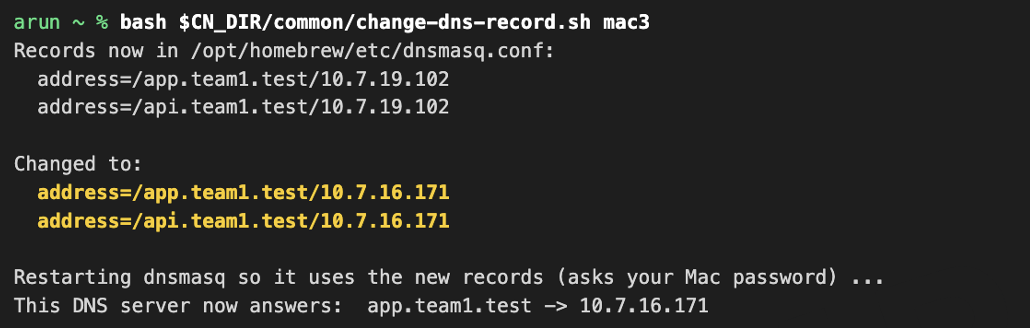 arun ~ % bash $CN_DIR/common/change-dns-record.sh mac3
Records now in /opt/homebrew/etc/dnsmasq.conf:
  address=/app.team1.test/10.7.19.102
  address=/api.team1.test/10.7.19.102

Changed to:
  address=/app.team1.test/10.7.16.171
  address=/api.team1.test/10.7.16.171

Restarting dnsmasq so it uses the new records (asks your Mac password) ...
This DNS server now answers:  app.team1.test -> 10.7.16.171